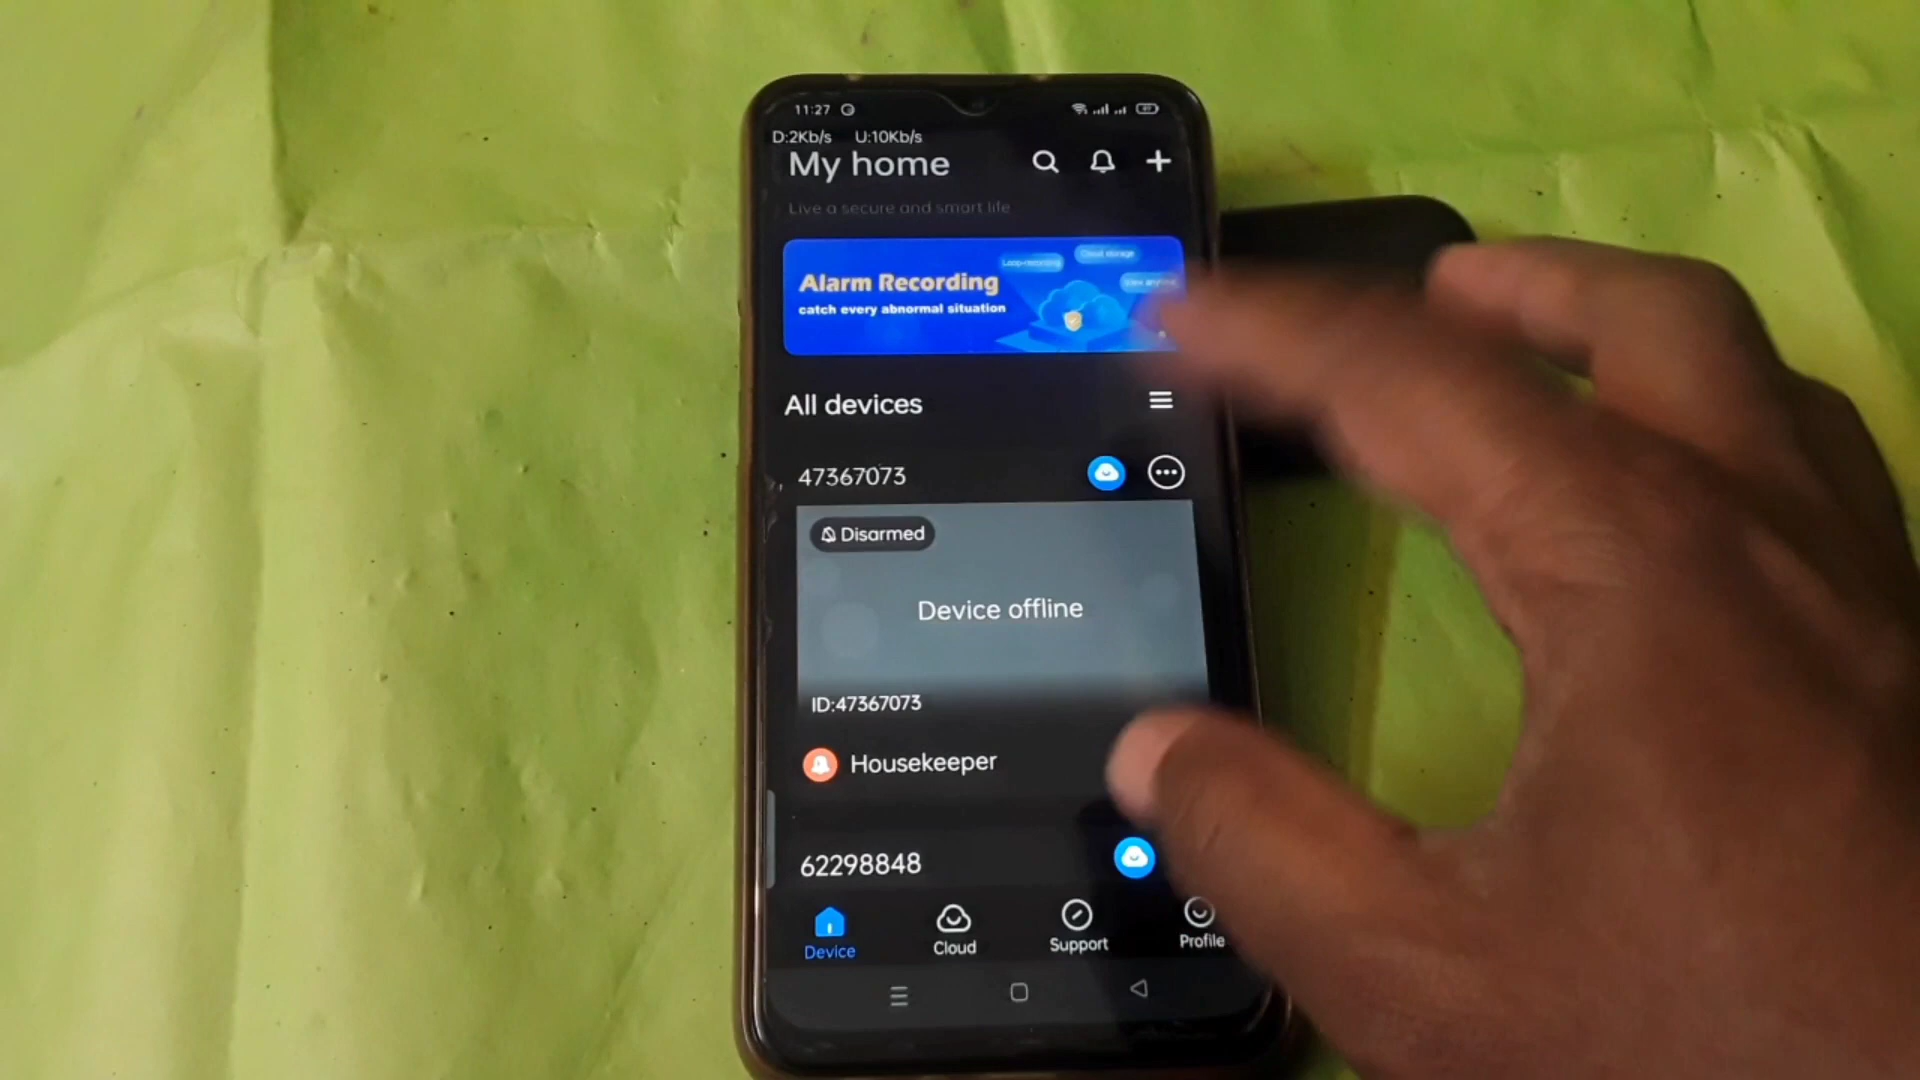 11:27
D:2Kb/s U:10Kb/s
My home
Live a secure and smart life
Loop-recording
Cloud storage
Alarm Recording
catch every abnormal situation
All devices
47367073
Disarmed
Device offline
ID:47367073
Housekeeper
62298848
Device
Cloud
Support
Profile